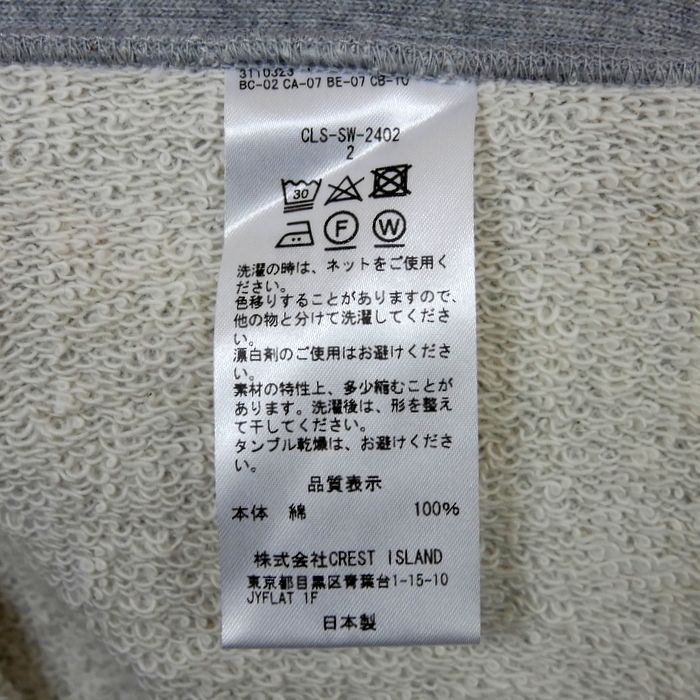 3110323
BC-02 CA-07 BE-07 CB-10
CLS-SW-2402
2
30
F W
洗濯の時は、ネットをご使用く
ださい。
色移りすることがありますので、
他の物と分けて洗濯してくださ
い。
漂白剤のご使用はお避けくださ
い。
素材の特性上、多少縮むことが
あります。洗濯後は、形を整え
て干してください。
タンブル乾燥は、お避けくださ
い。
品質表示
本体 綿 100%
株式会社CREST ISLAND
東京都目黒区青葉台1-15-10
JYFLAT 1F
日本製